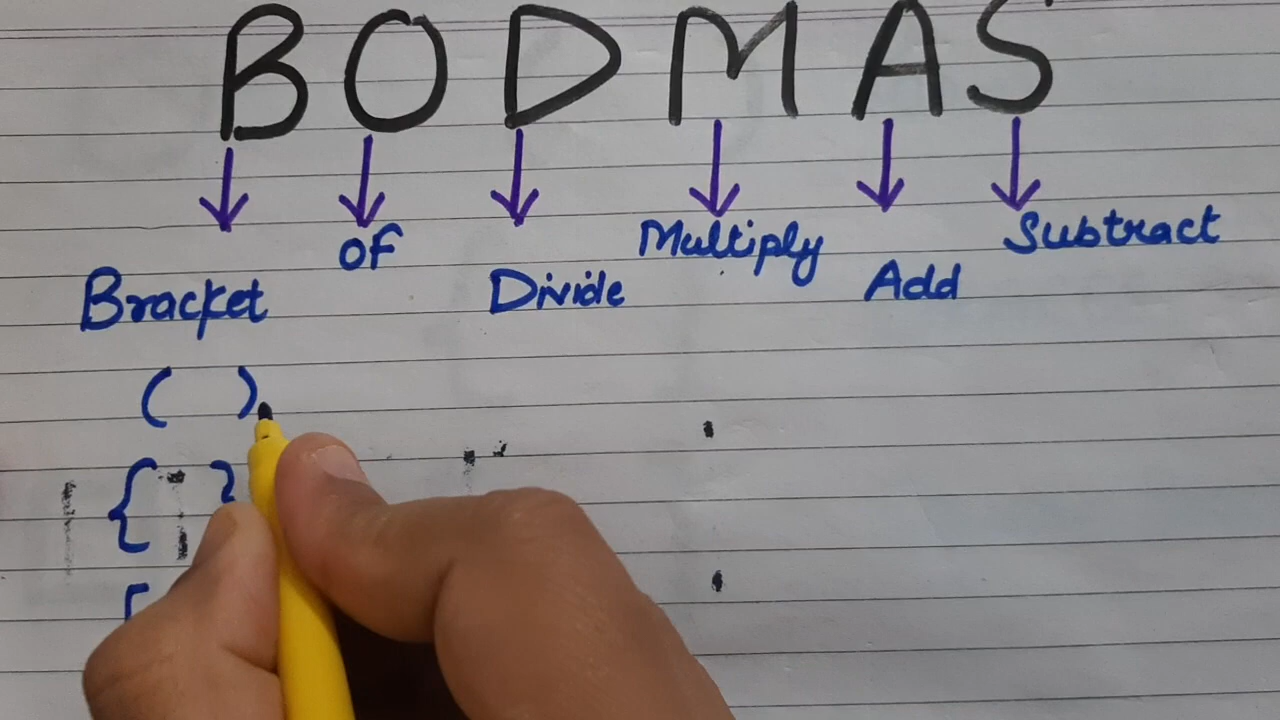 BODMAS
Bracket of Divide Multiply Add Subtract
( )
{ }
[